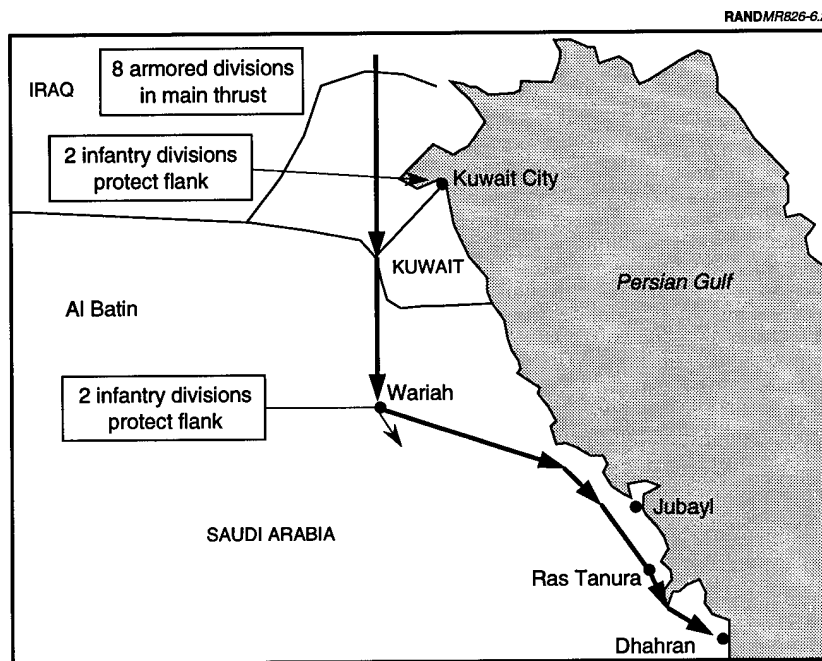 RANDMR826-6.2
8 armored divisions
in main thrust
IRAQ
2 infantry divisions
protect flank
Kuwait City
KUWAIT
Persian Gulf
Al Batin
2 infantry divisions
protect flank
Wariah
Jubayl
SAUDI ARABIA
Ras Tanura
Dhahran